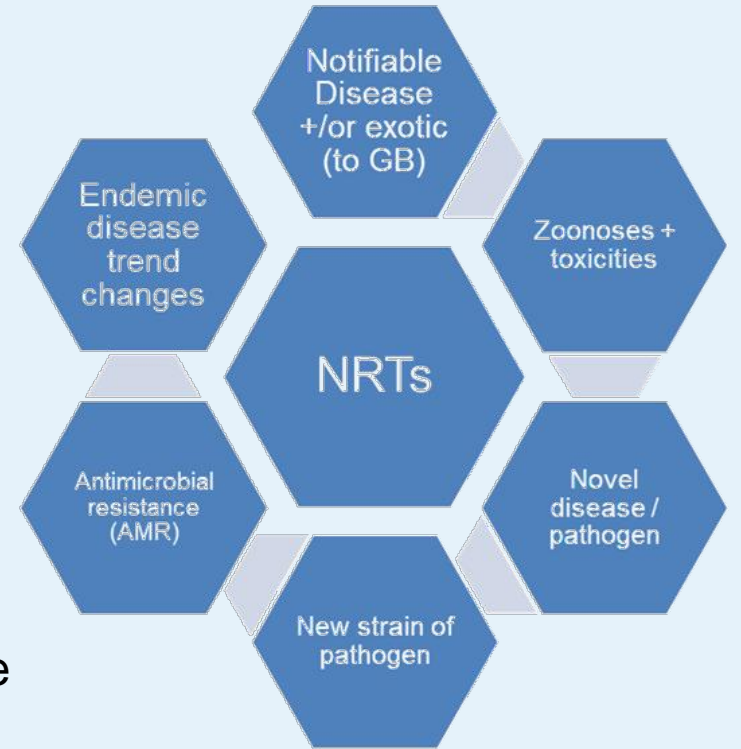 Notifiable
Disease
+/or exotic
(to GB)
Endemic
disease
trend
changes
Zoonoses +
toxicities
NRTs
Antimicrobial
resistance
(AMR)
Novel
disease /
pathogen
New strain of
pathogen
e